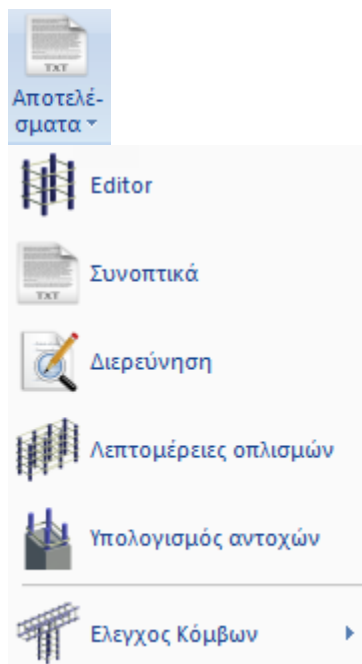 TXT
Αποτελέ-
σματα
Editor
TXT
Συνοπτικά
Διερεύνηση
Λεπτομέρειες οπλισμών
Υπολογισμός αντοχών
Ελεγχος Κόμβων